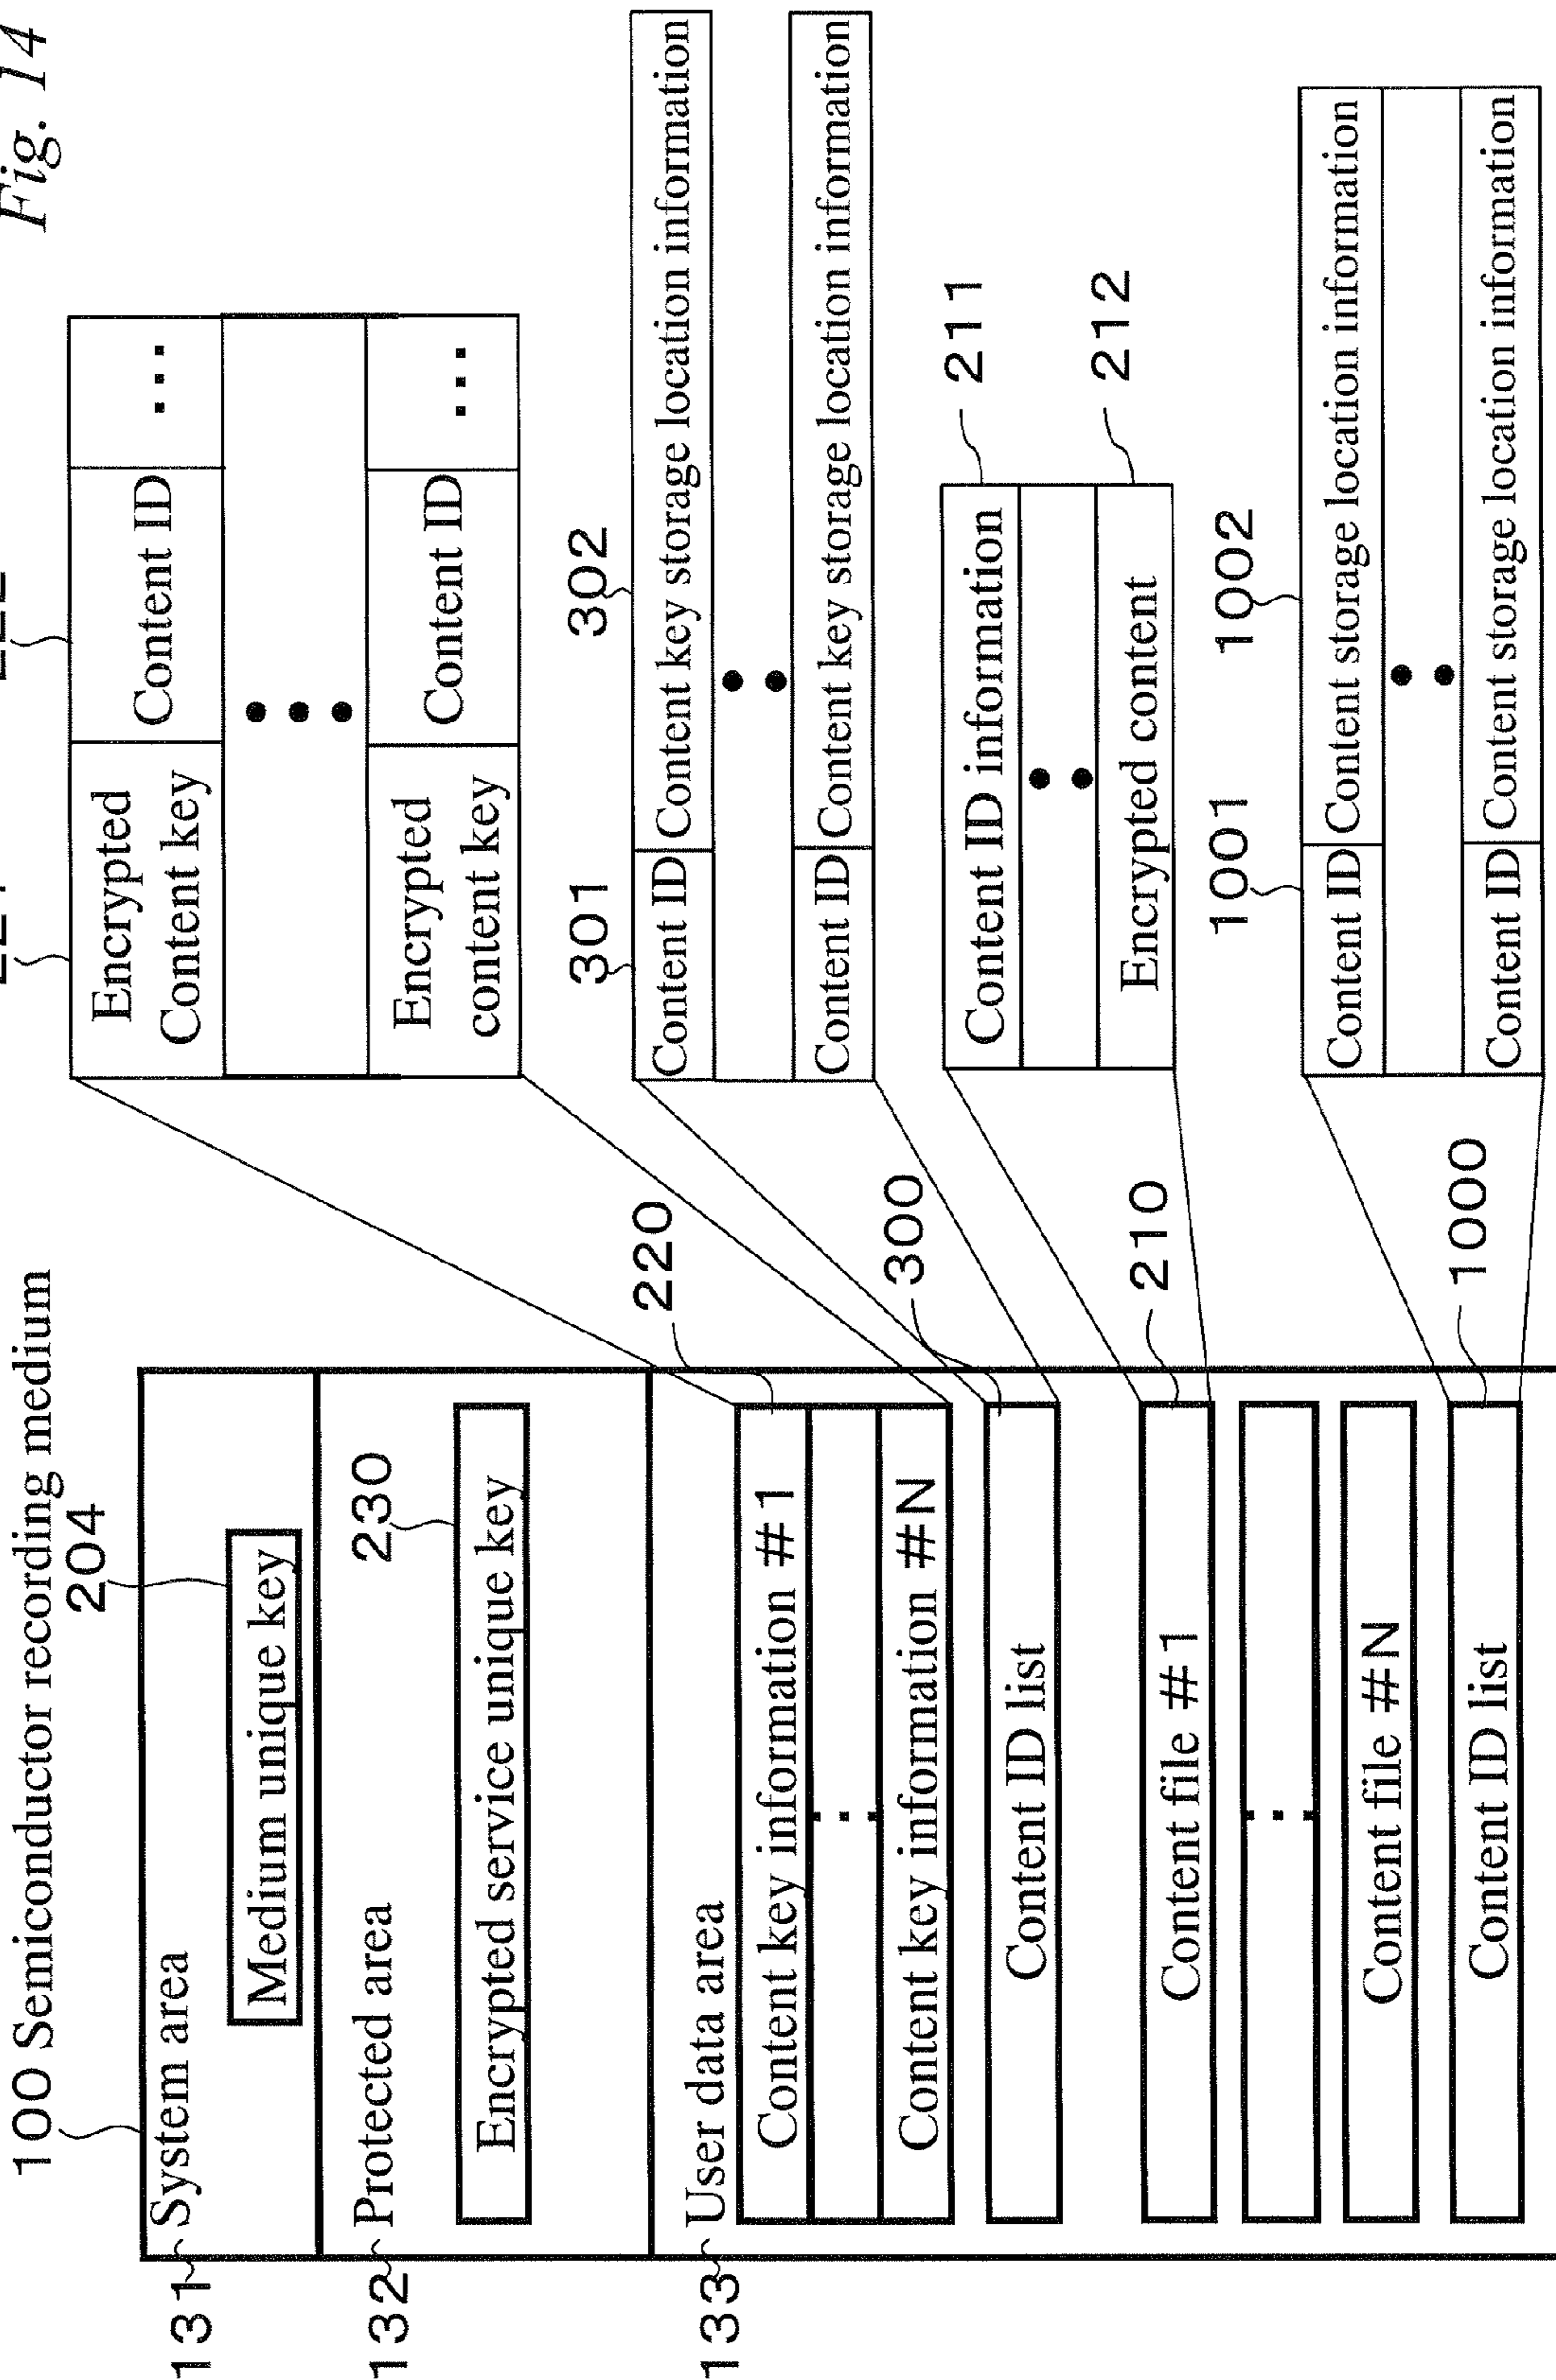 Fig. 14
100 Semiconductor recording medium
131 System area
204
Medium unique key
132 Protected area
230
Encrypted service unique key
133 User data area
220
Content key information #1
Content key information #N
300
Content ID list
210
Content file #1
Content file #N
1000
Content ID list
Encrypted
Content key
Content ID
...
Encrypted
content key
Content ID
...
301
302
Content ID
Content key storage location information
Content ID
Content key storage location information
211
Content ID information
212
Encrypted content
1001
1002
Content ID
Content storage location information
Content ID
Content storage location information